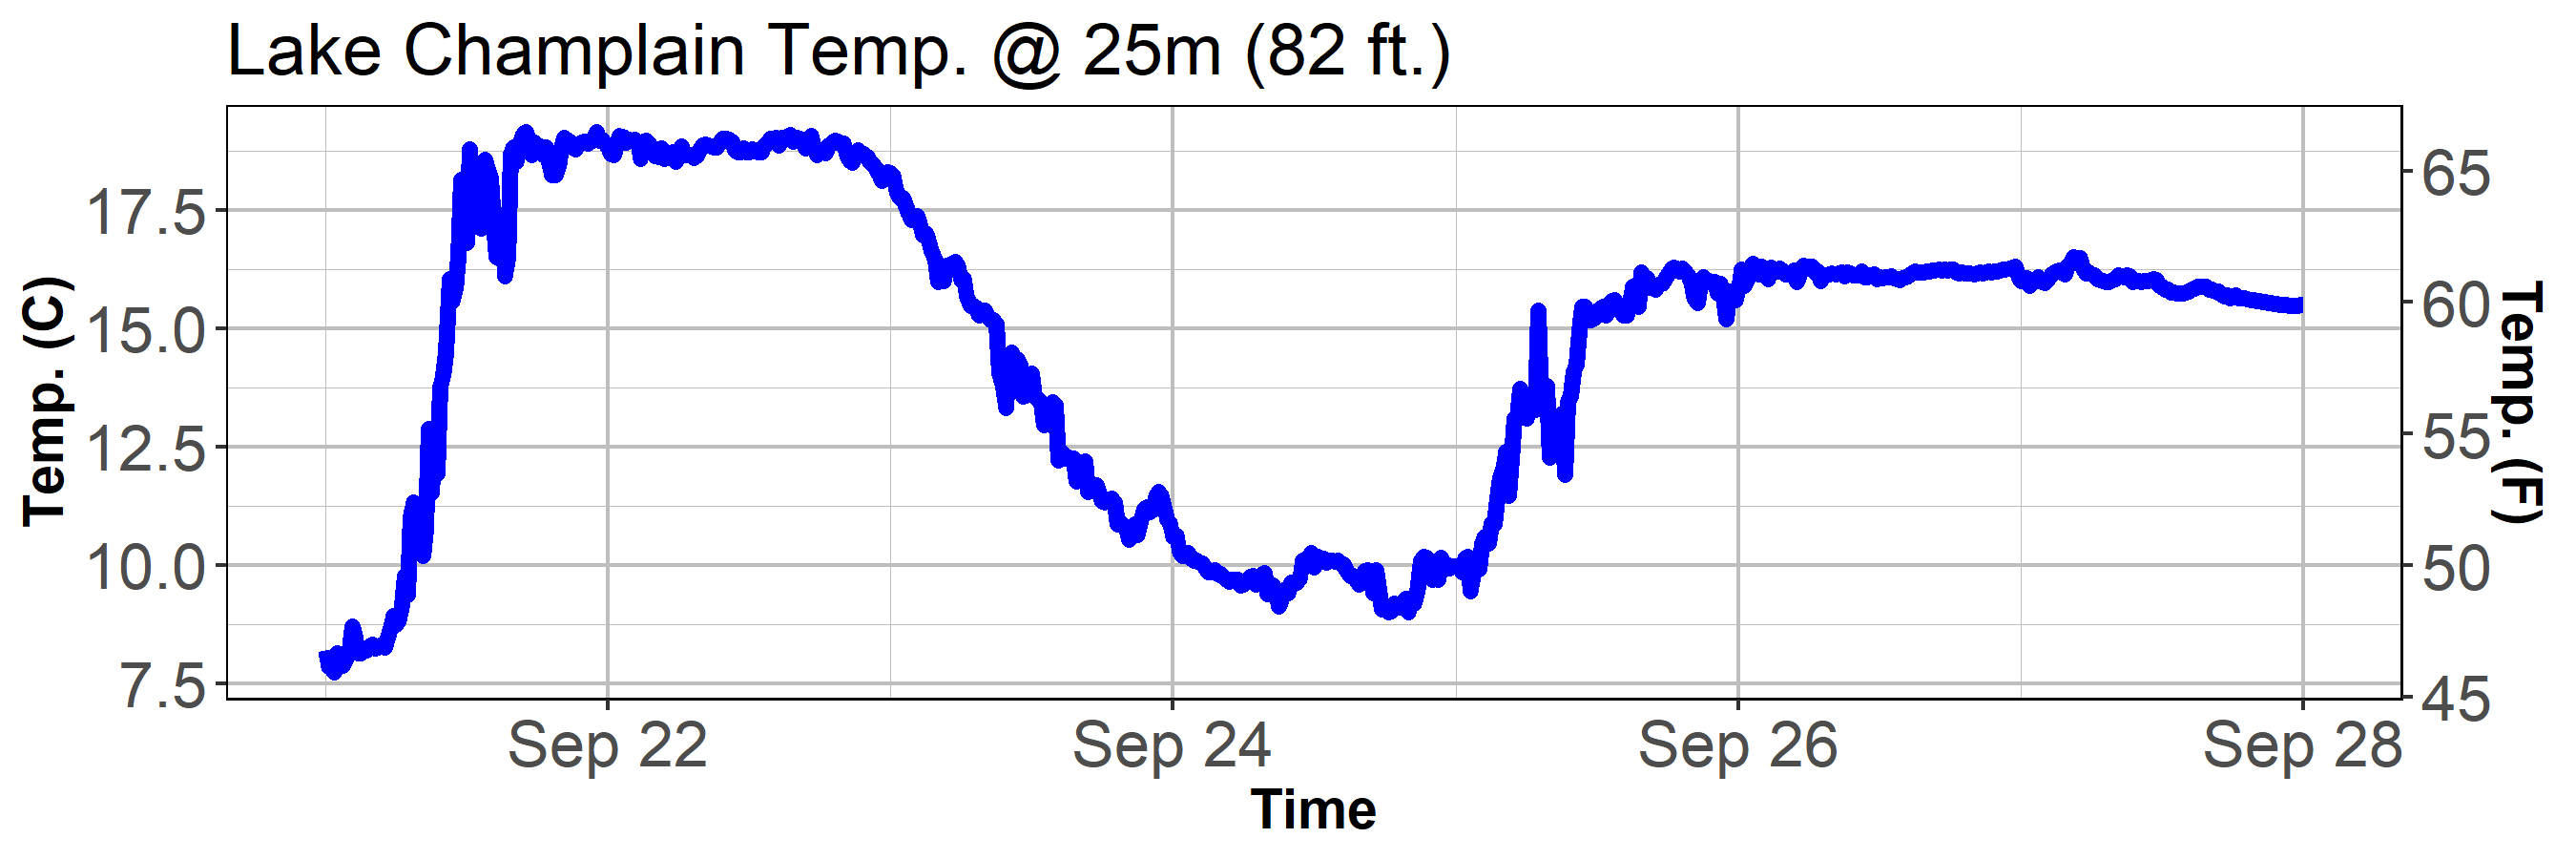 Lake Champlain Temp. @ 25m (82 ft.)
Temp. (C)
17.5
15.0
12.5
10.0
7.5
65
60
55
50
45
Temp. (F)
Sep 22
Sep 24
Sep 26
Sep 28
Time